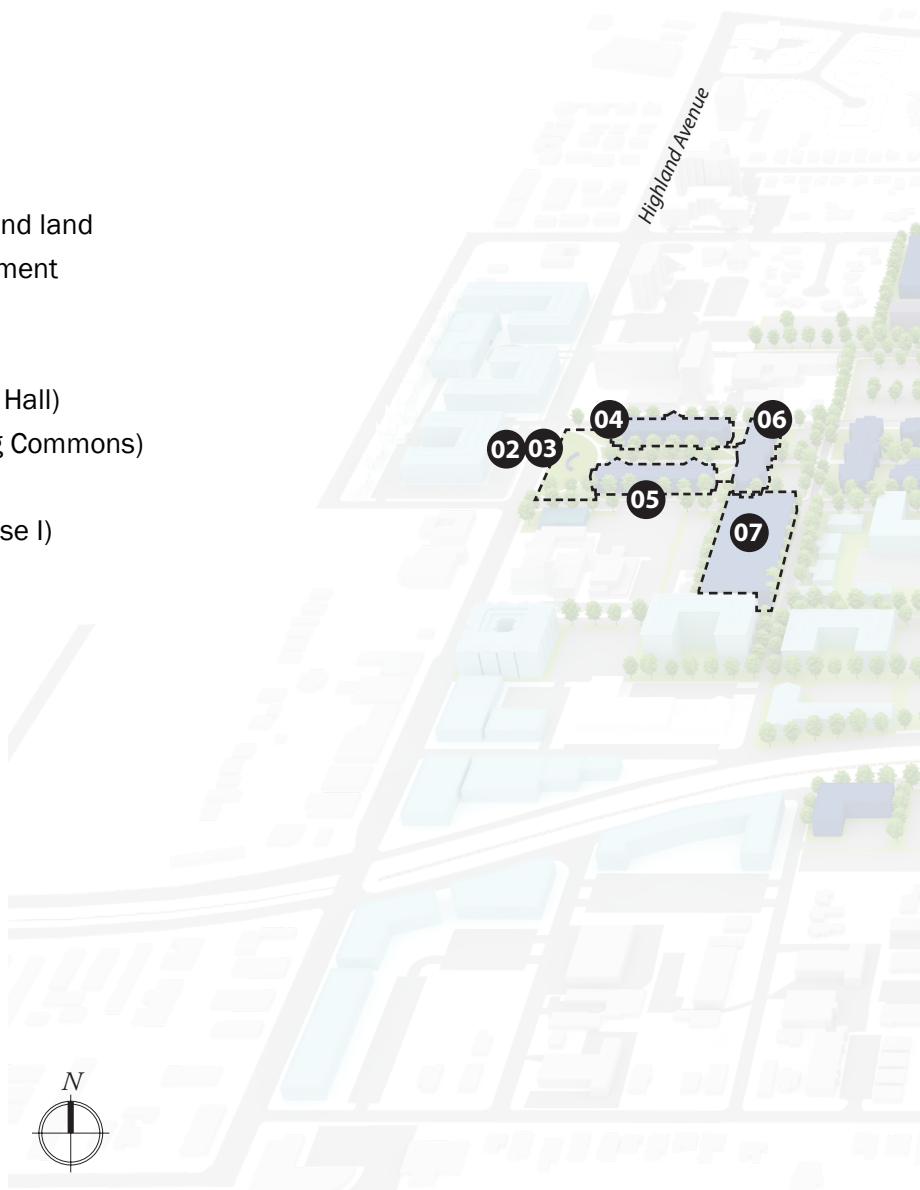 nd land
ment
Hall)
Commons)
se I)
Highland Avenue
04
06
02 03
05
07
N